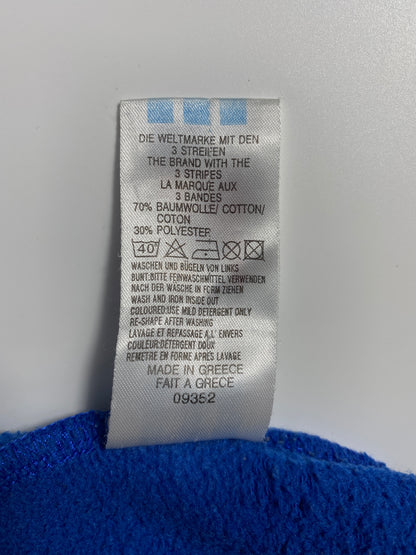 DIE WELTMARKE MIT DEN
3 STREIFEN
THE BRAND WITH THE
3 STRIPES
LA MARQUE AUX
3 BANDES
70% BAUMWOLLE/ COTTON/
COTON
30% POLYESTER
40
WASCHEN UND BÜGELN VON LINKS
BUNT:BITTE FEINWASCHMITTEL VERWENDEN
NACH DER WÄSCHE IN FORM ZIEHEN
WASH AND IRON INSIDE OUT
COLOURED:USE MILD DETERGENT ONLY
RE-SHAPE AFTER WASHING
LAVAGE ET REPASSAGE A L' ENVERS
COULEUR:DETERGENT DOUX
REMETRE EN FORME APRÈS LAVAGE
MADE IN GREECE
FAIT A GRECE
09352